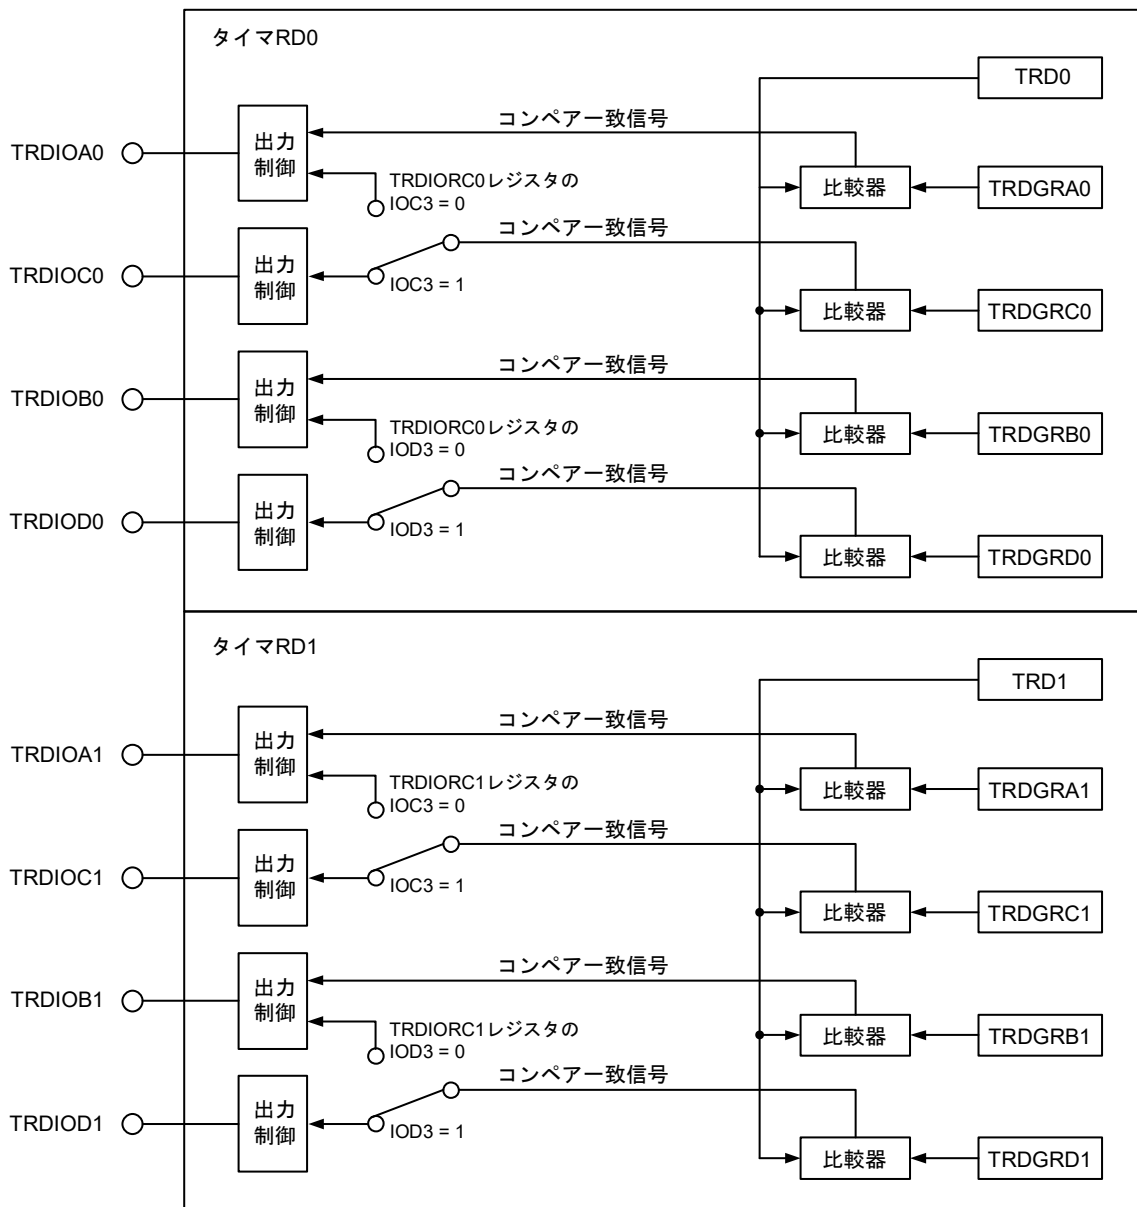 タイマRD0
TRD0
コンペアー致信号
TRDIOA0
出力
制御
TRDIORC0レジスタの
IOC3 = 0
比較器
TRDGRA0
コンペアー致信号
TRDIOC0
出力
制御
IOC3 = 1
比較器
TRDGRC0
コンペアー致信号
TRDIOB0
出力
制御
TRDIORC0レジスタの
IOD3 = 0
比較器
TRDGRB0
コンペアー致信号
TRDIOD0
出力
制御
IOD3 = 1
比較器
TRDGRD0
タイマRD1
TRD1
コンペアー致信号
TRDIOA1
出力
制御
TRDIORC1レジスタの
IOC3 = 0
比較器
TRDGRA1
コンペアー致信号
TRDIOC1
出力
制御
IOC3 = 1
比較器
TRDGRC1
コンペアー致信号
TRDIOB1
出力
制御
TRDIORC1レジスタの
IOD3 = 0
比較器
TRDGRB1
コンペアー致信号
TRDIOD1
出力
制御
IOD3 = 1
比較器
TRDGRD1